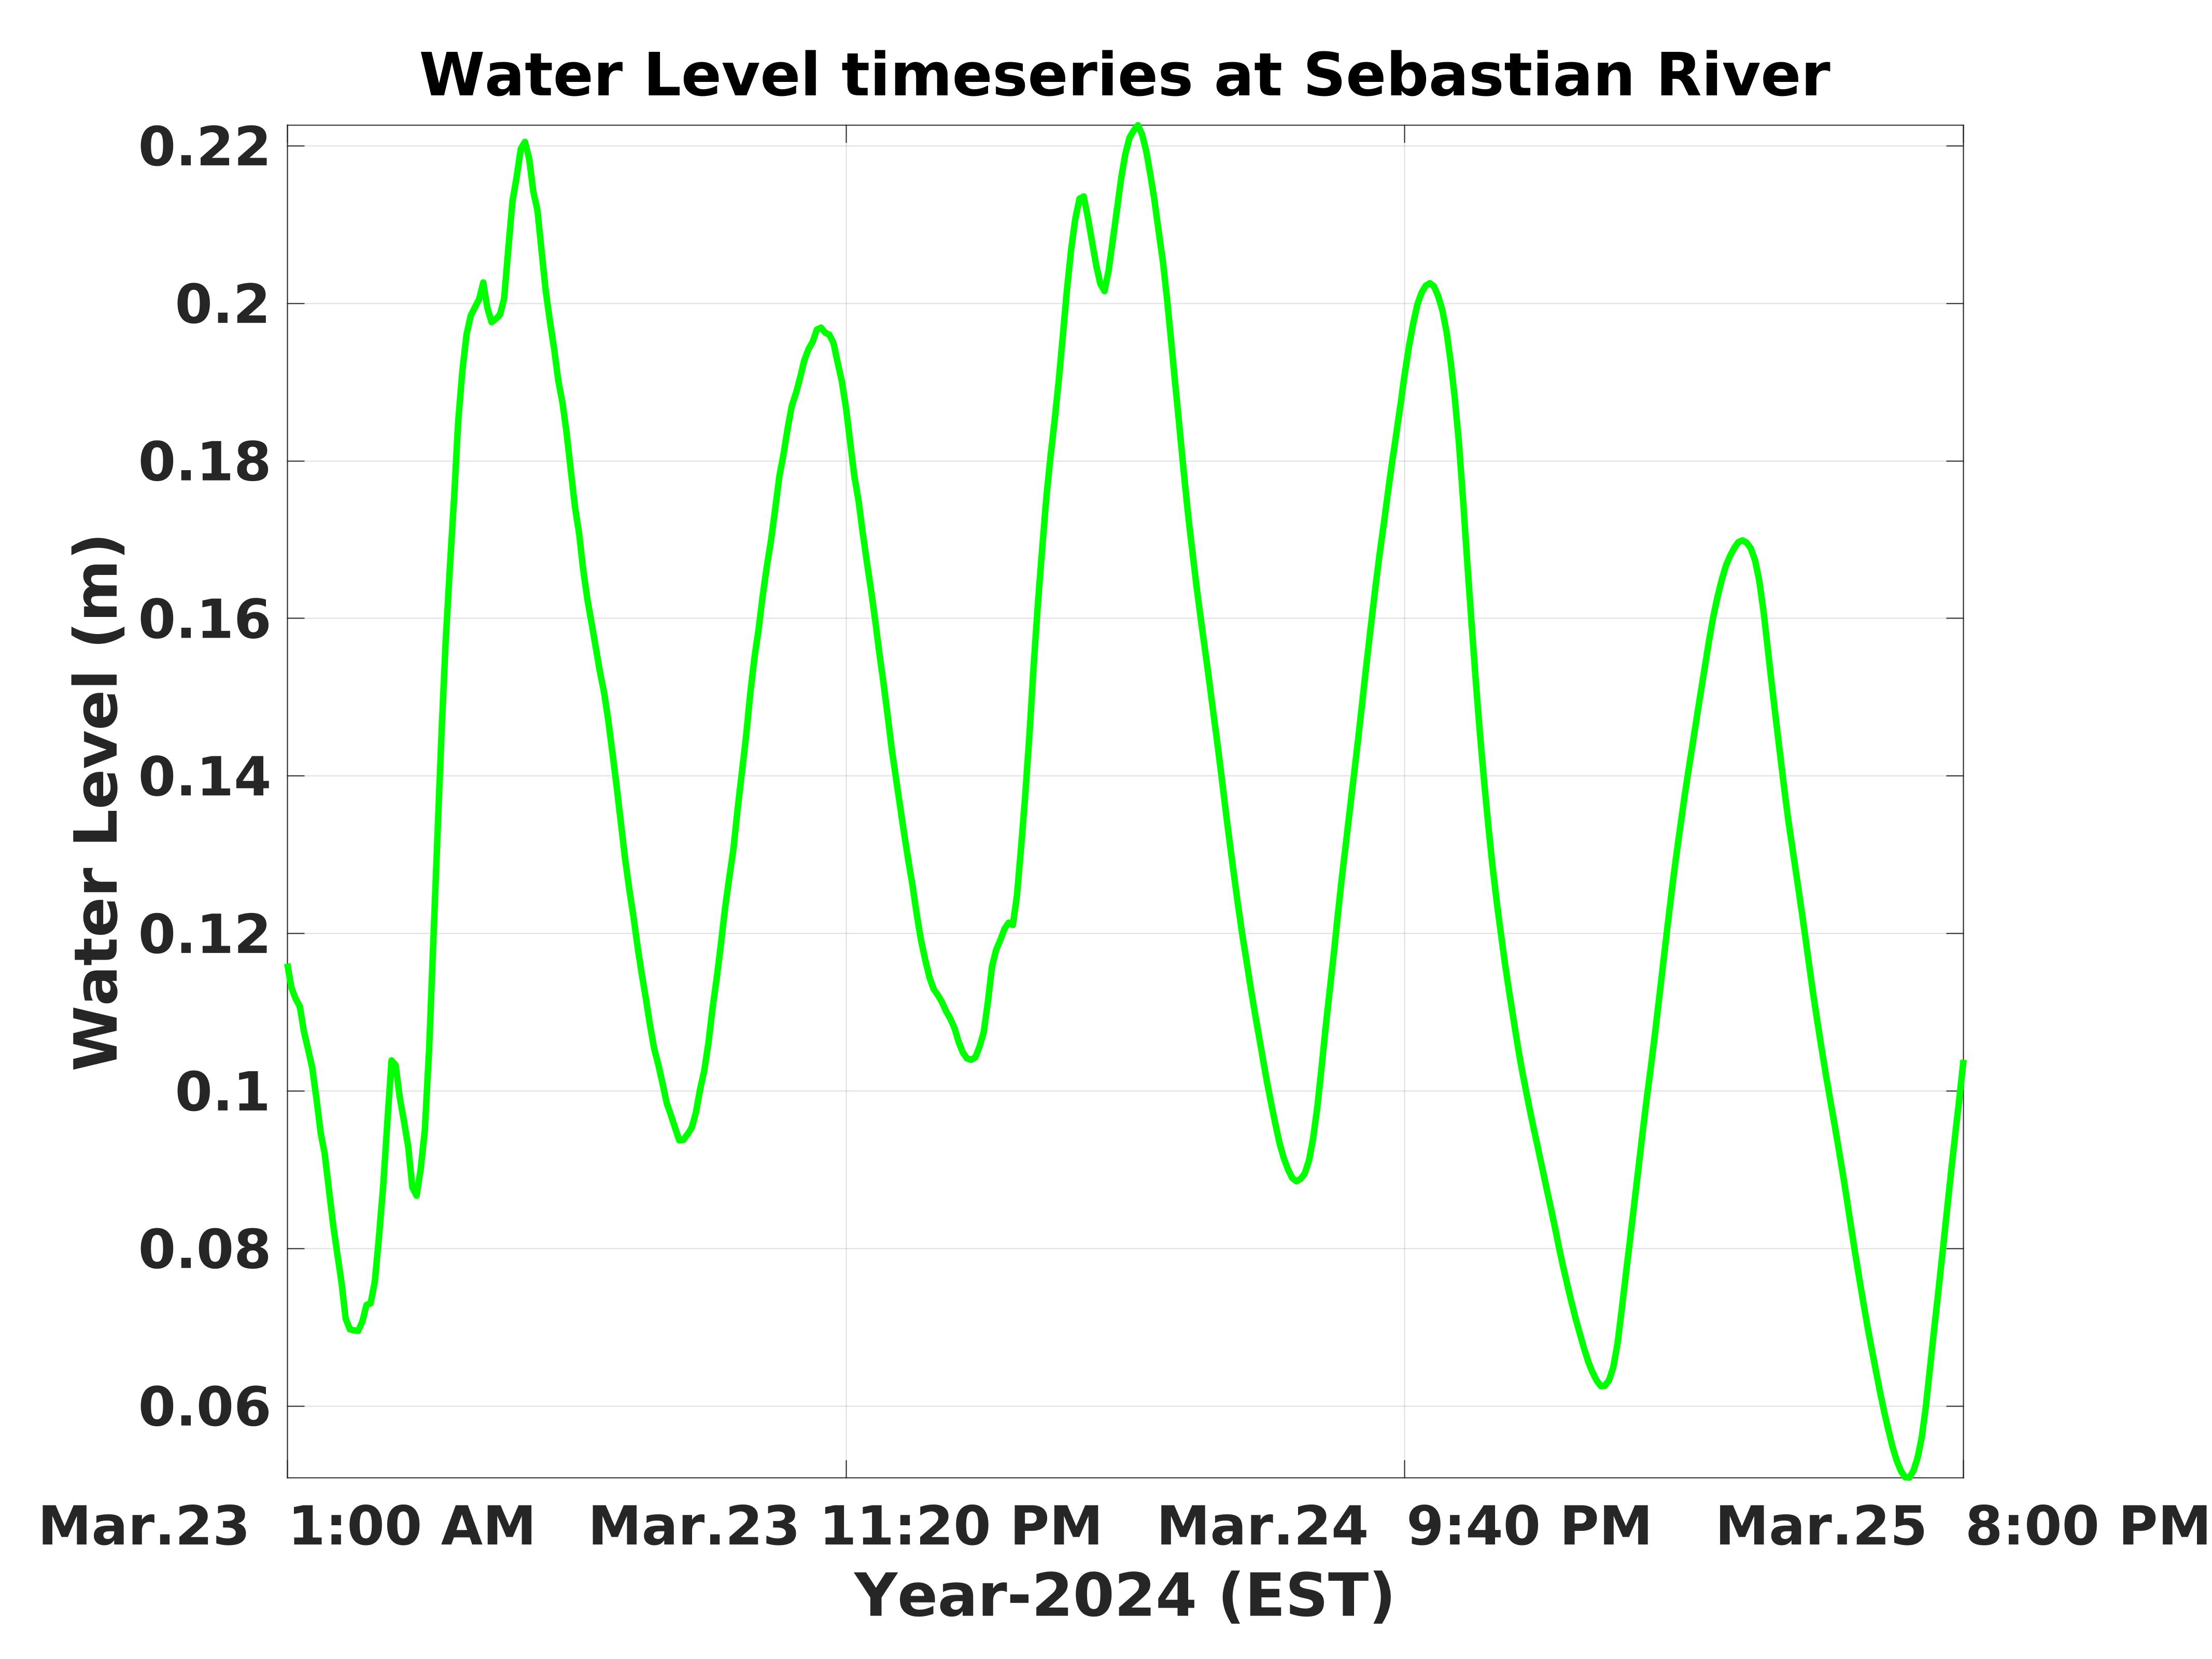 Water Level timeseries at Sebastian River
0.22
0.2
0.18
0.16
0.14
0.12
0.1
0.08
0.06
Water Level (m)
Mar.23 1:00 AM Mar.23 11:20 PM Mar.24 9:40 PM Mar.25 8:00 PM
Year-2024 (EST)